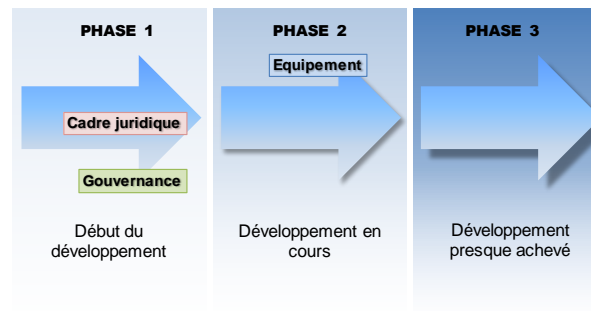 PHASE 1
Cadre juridique
Gouvernance
Début du
développement
PHASE 2
Equipement
Développement en
cours
PHASE 3
Développement
presque achevé